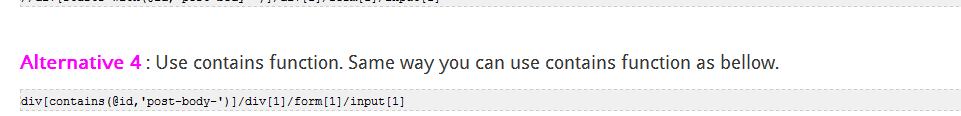 Alternative 4 : Use contains function. Same way you can use contains function as bellow.
div[contains(@id,'post-body-')]/div[1]/form[1]/input[1]